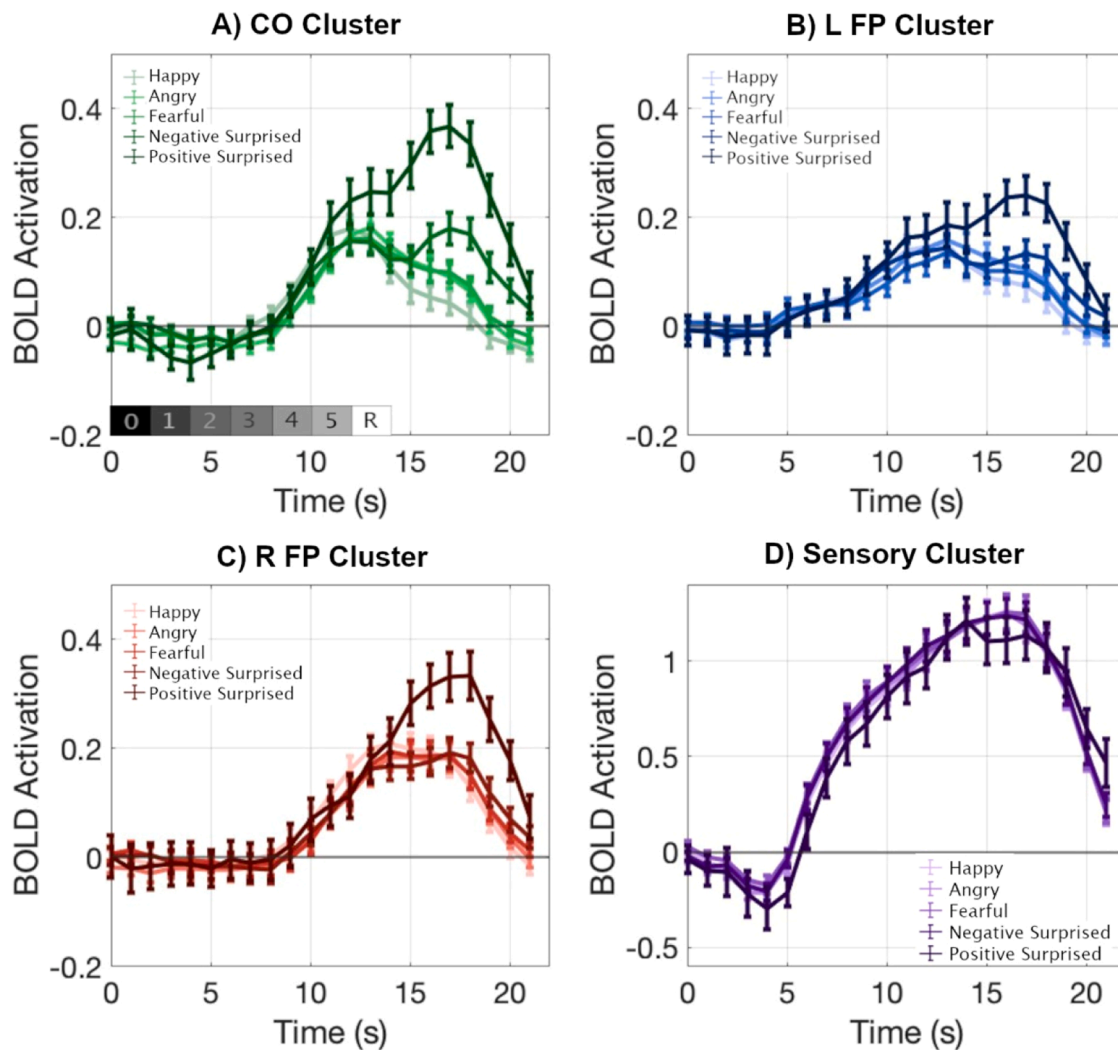 A) CO Cluster
BOLD Activation
0.4
0.2
0
-0.2
Happy
Angry
Fearful
Negative Surprised
Positive Surprised
0 1 2 3 4 5 R
0 5 10 15 20
Time (s)
B) L FP Cluster
BOLD Activation
0.4
0.2
0
-0.2
Happy
Angry
Fearful
Negative Surprised
Positive Surprised
0 5 10 15 20
Time (s)
C) R FP Cluster
BOLD Activation
0.4
0.2
0
-0.2
Happy
Angry
Fearful
Negative Surprised
Positive Surprised
0 5 10 15 20
Time (s)
D) Sensory Cluster
BOLD Activation
1
0.5
0
-0.5
Happy
Angry
Fearful
Negative Surprised
Positive Surprised
0 5 10 15 20
Time (s)